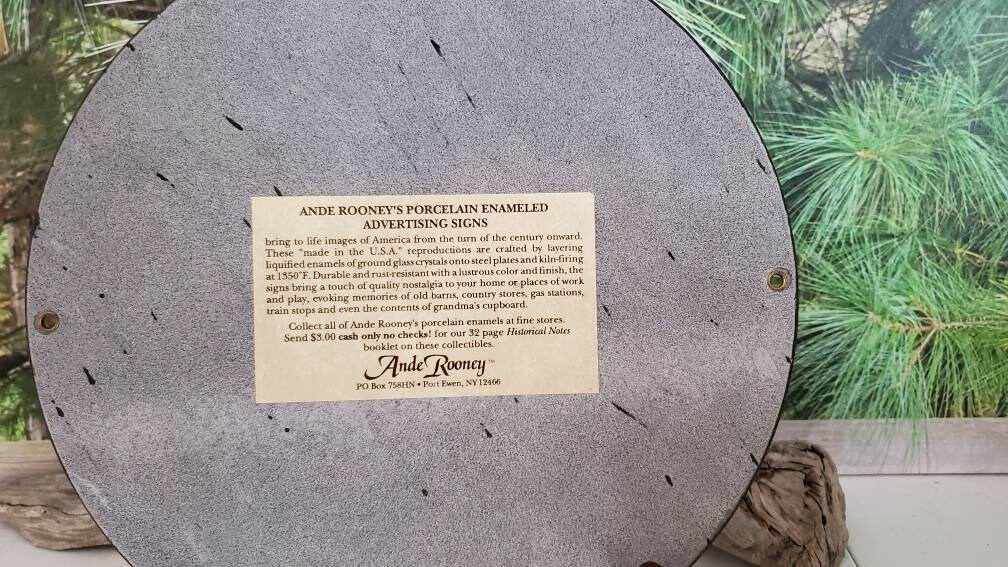 ANDE ROONEY'S PORCELAIN ENAMELED
ADVERTISING SIGNS
bring to life images of America from the turn of the century onward.
These "made in the U.S.A." reproductions are crafted by layering
liquified enamels of ground glass crystals onto steel plates and kiln-firing
at 1350°F. Durable and rust-resistant with a lustrous color and finish, the
signs bring a touch of quality nostalgia to your home or places of work
and play, evoking memories of old barns, country stores, gas stations,
train stops and even the contents of grandma's cupboard.
Collect all of Ande Rooney's porcelain enamels at fine stores.
Send $3.00 cash only no checks! for our 32 page Historical Notes
booklet on these collectibles.
Ande Rooney™
PO Box 758HN • Port Ewen, NY 12466